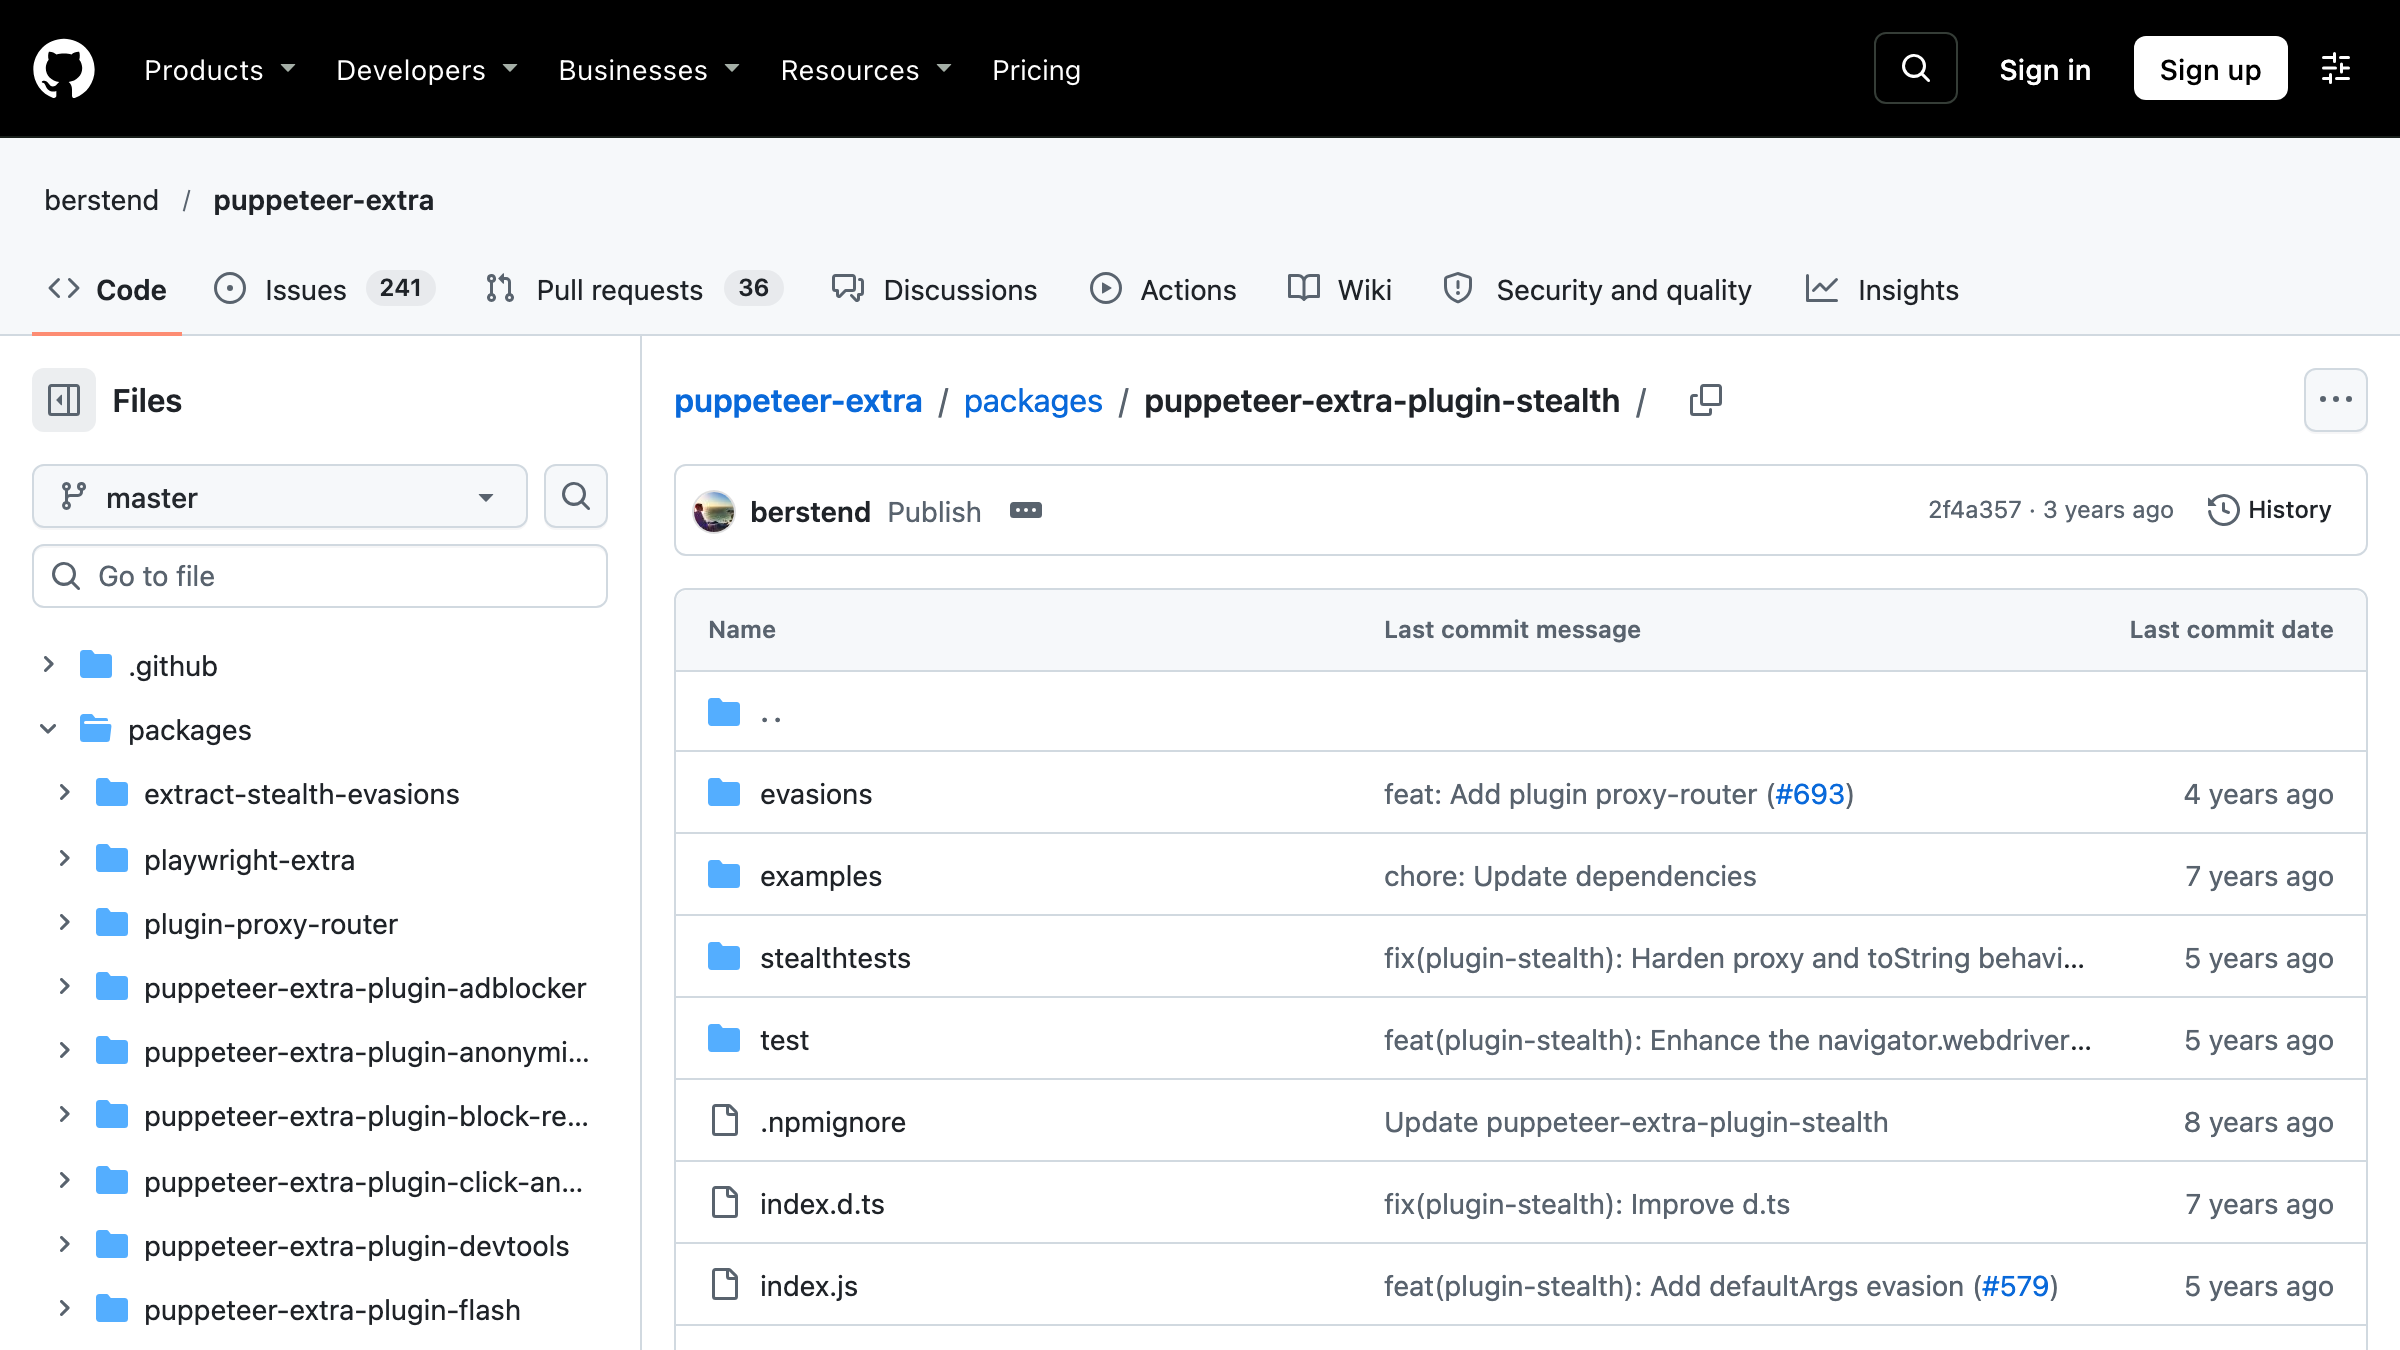 Products Developers Businesses Resources Pricing Sign in Sign up
berstend / puppeteer-extra
Code Issues 241 Pull requests 36 Discussions Actions Wiki Security and quality Insights
Files
master
Go to file
.github
packages
extract-stealth-evasions
playwright-extra
plugin-proxy-router
puppeteer-extra-plugin-adblocker
puppeteer-extra-plugin-anonymi...
puppeteer-extra-plugin-block-re...
puppeteer-extra-plugin-click-an...
puppeteer-extra-plugin-devtools
puppeteer-extra-plugin-flash
puppeteer-extra / packages / puppeteer-extra-plugin-stealth /
berstend Publish 2f4a357 · 3 years ago History
Name Last commit message Last commit date
..
evasions feat: Add plugin proxy-router (#693) 4 years ago
examples chore: Update dependencies 7 years ago
stealthtests fix(plugin-stealth): Harden proxy and toString behavi... 5 years ago
test feat(plugin-stealth): Enhance the navigator.webdriver... 5 years ago
.npmignore Update puppeteer-extra-plugin-stealth 8 years ago
index.d.ts fix(plugin-stealth): Improve d.ts 7 years ago
index.js feat(plugin-stealth): Add defaultArgs evasion (#579) 5 years ago